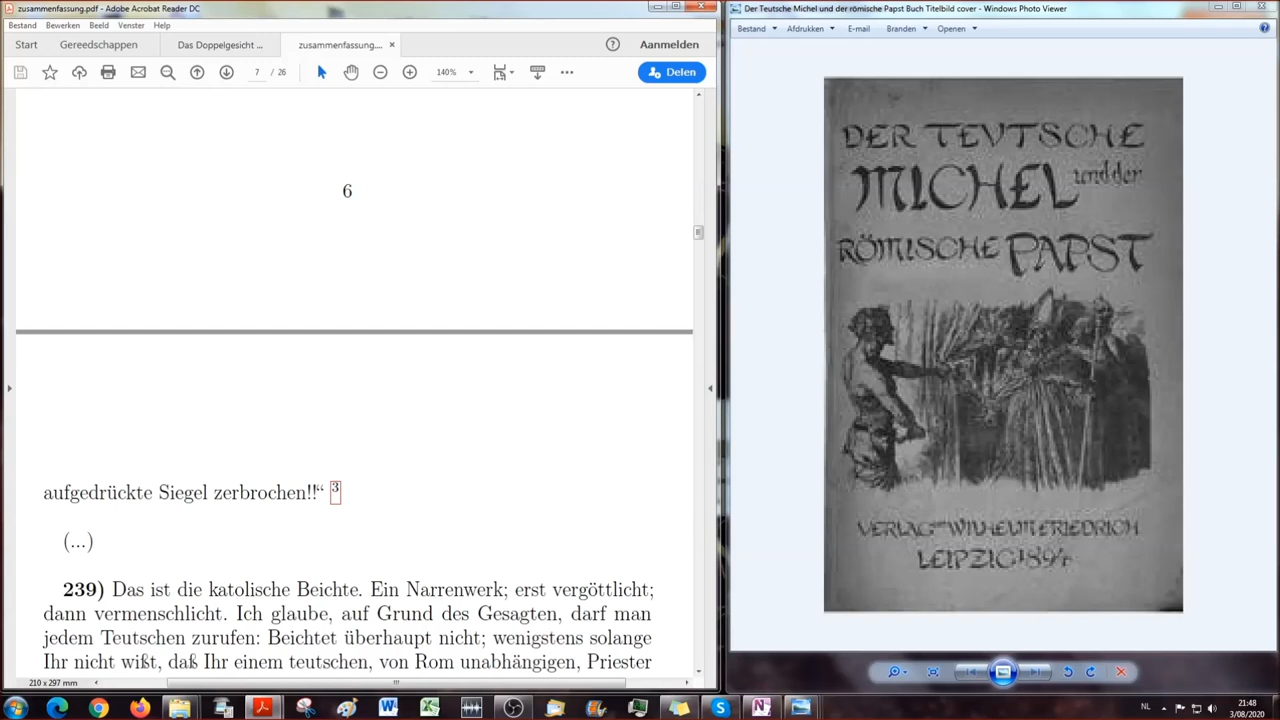 zusammenfassung.pdf - Adobe Acrobat Reader DC
Bestand Bewerken Beeld Venster Help
Start Gereedschappen Das Doppelgesicht ... zusammenfassung.... × Aanmelden
7 / 26 140% Delen
6
aufgedrückte Siegel zerbrochen!!“ 3
(...)
239) Das ist die katolische Beichte. Ein Narrenwerk; erst vergöttlicht;
dann vermenschlicht. Ich glaube, auf Grund des Gesagten, darf man
jedem Teutschen zurufen: Beichtet überhaupt nicht; wenigstens solange
Ihr nicht wißt, daß Ihr einem teutschen, von Rom unabhängigen, Priester
210 x 297 mm
Der Teutsche Michel und der römische Papst Buch Titelbild cover - Windows Photo Viewer
Bestand Afdrukken E-mail Branden Openen
DER TEVTSCHE
MICHEL und der
RÖMISCHE PAPST
VERLAG von WILHELM FRIEDRICH
LEIPZIG 1894
NL 21:48
3/08/2020